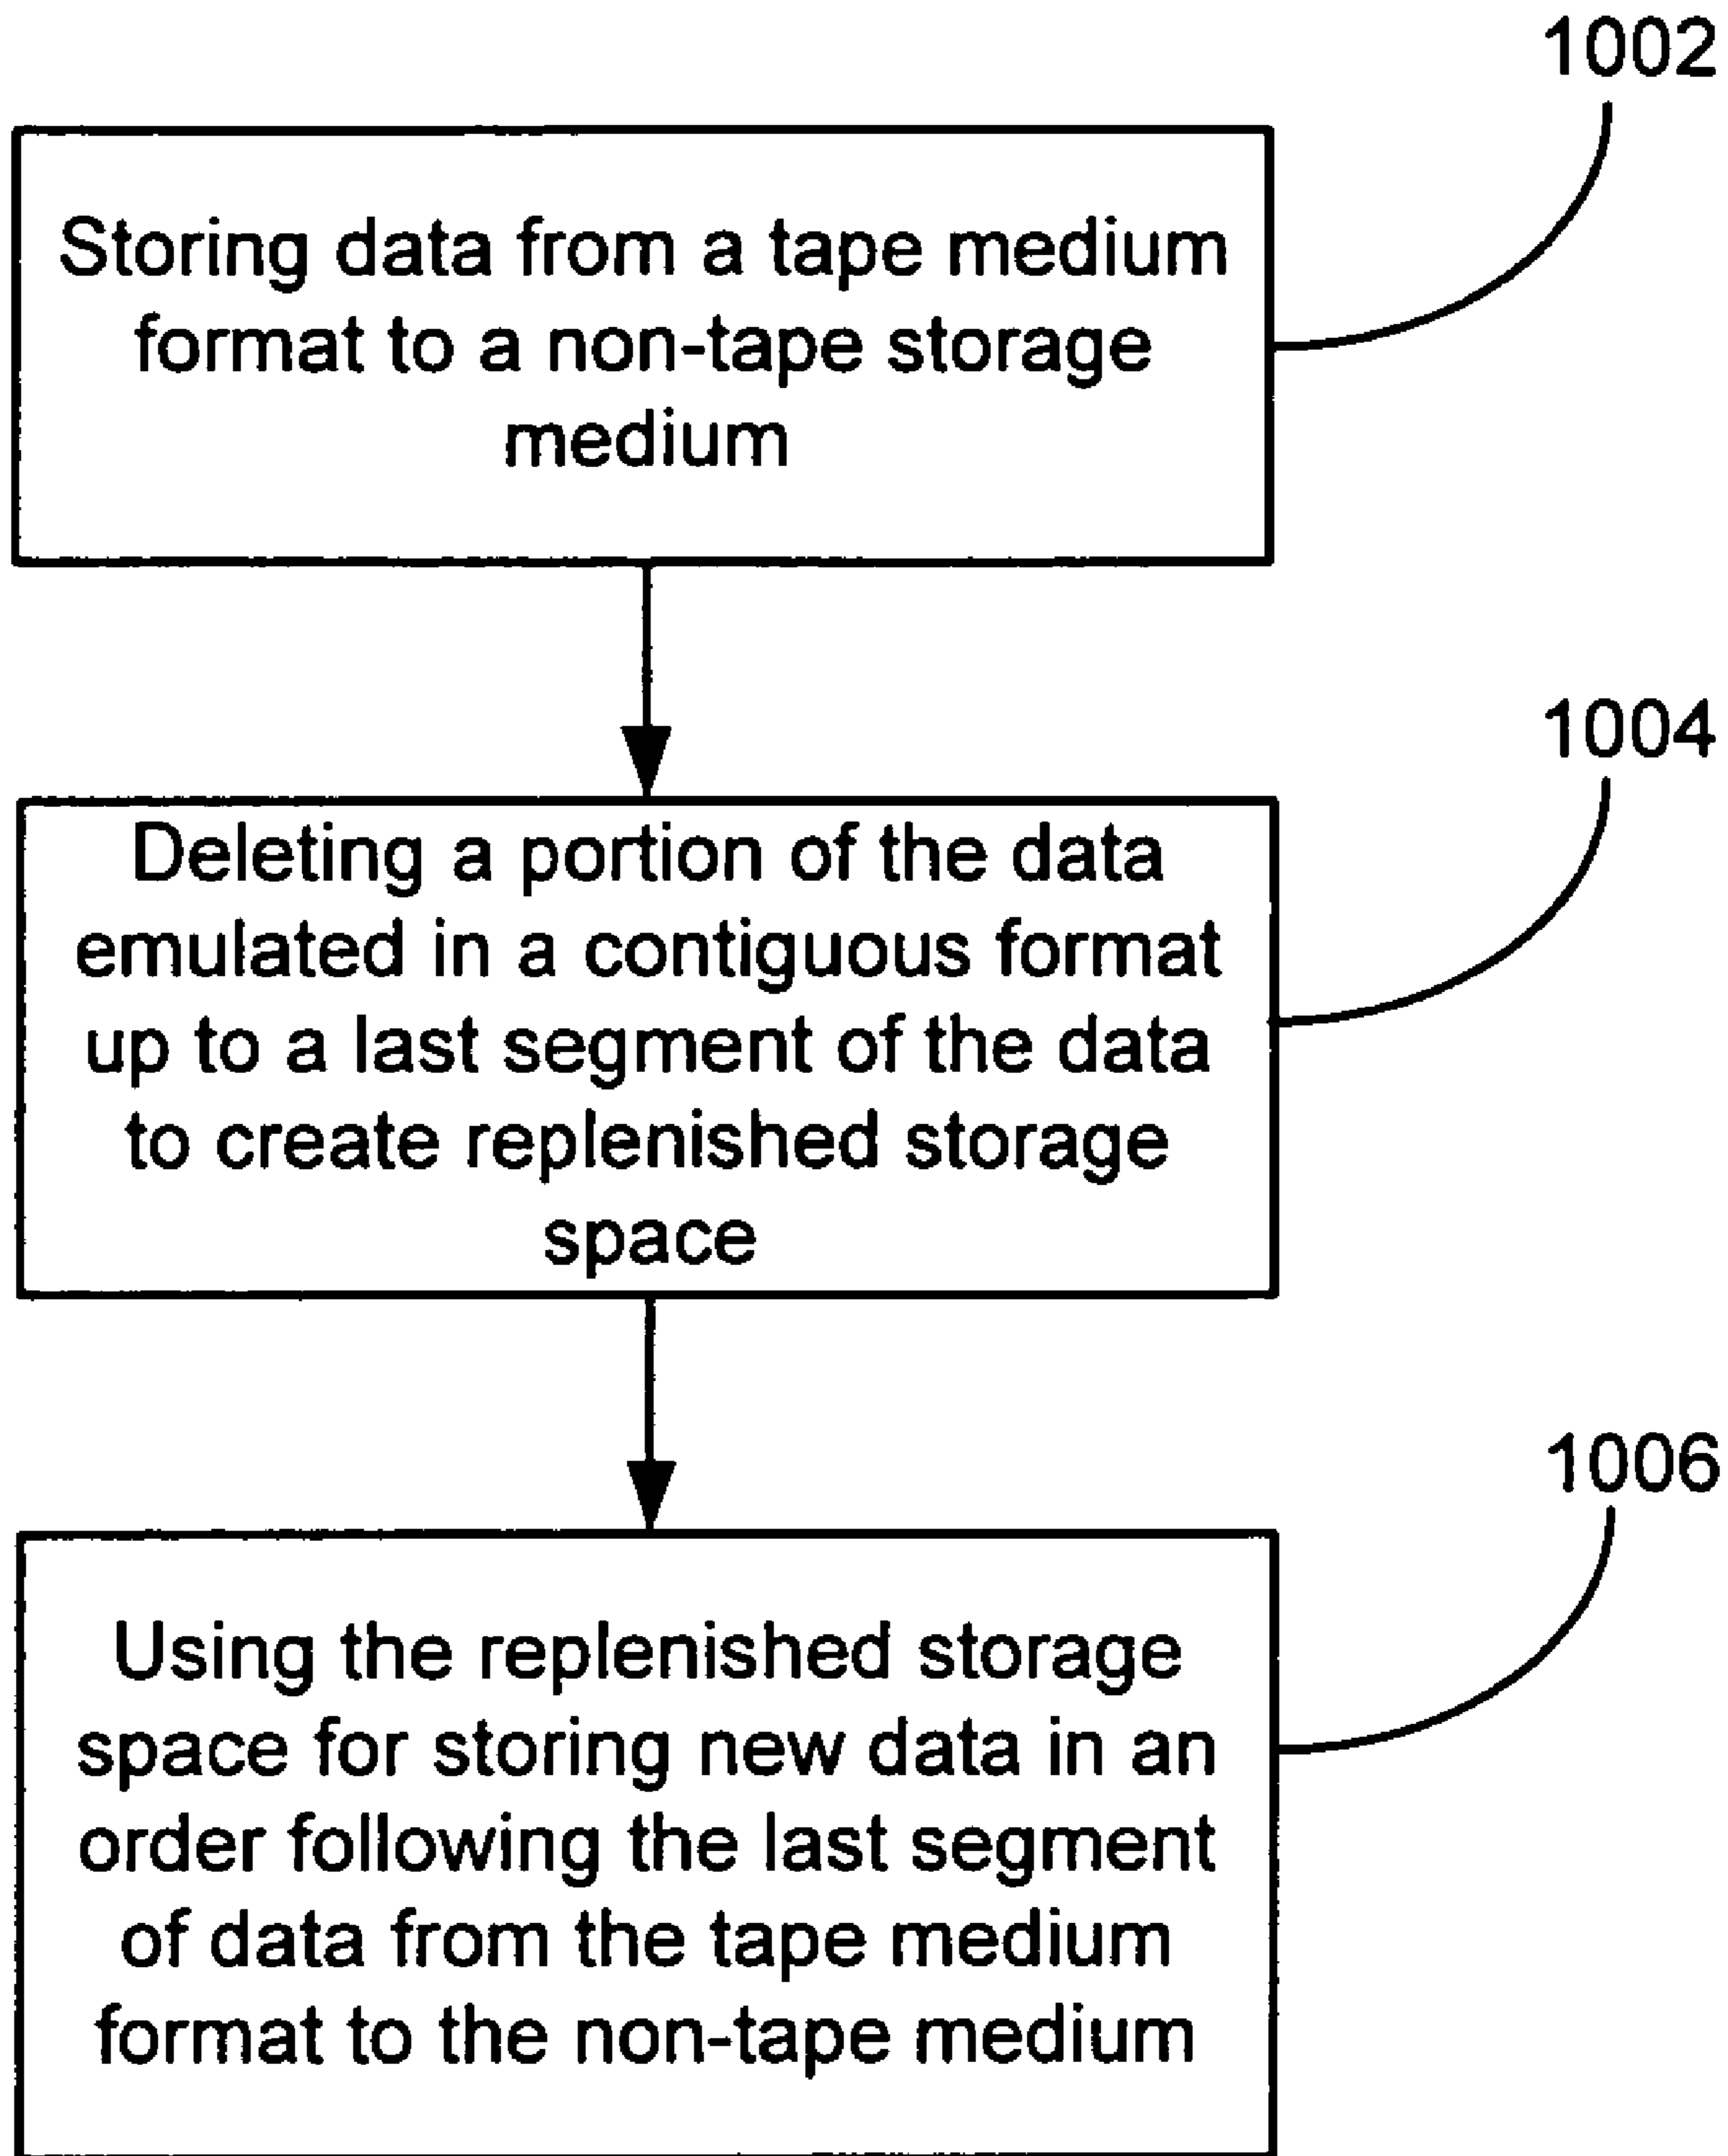 1002
Storing data from a tape medium
format to a non-tape storage
medium
1004
Deleting a portion of the data
emulated in a contiguous format
up to a last segment of the data
to create replenished storage
space
1006
Using the replenished storage
space for storing new data in an
order following the last segment
of data from the tape medium
format to the non-tape medium